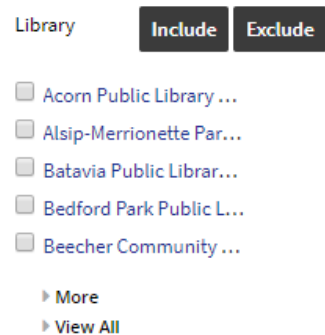 Library Include Exclude
Acorn Public Library ...
Alsip-Merrionette Par...
Batavia Public Librar...
Bedford Park Public L...
Beecher Community ...
More
View All